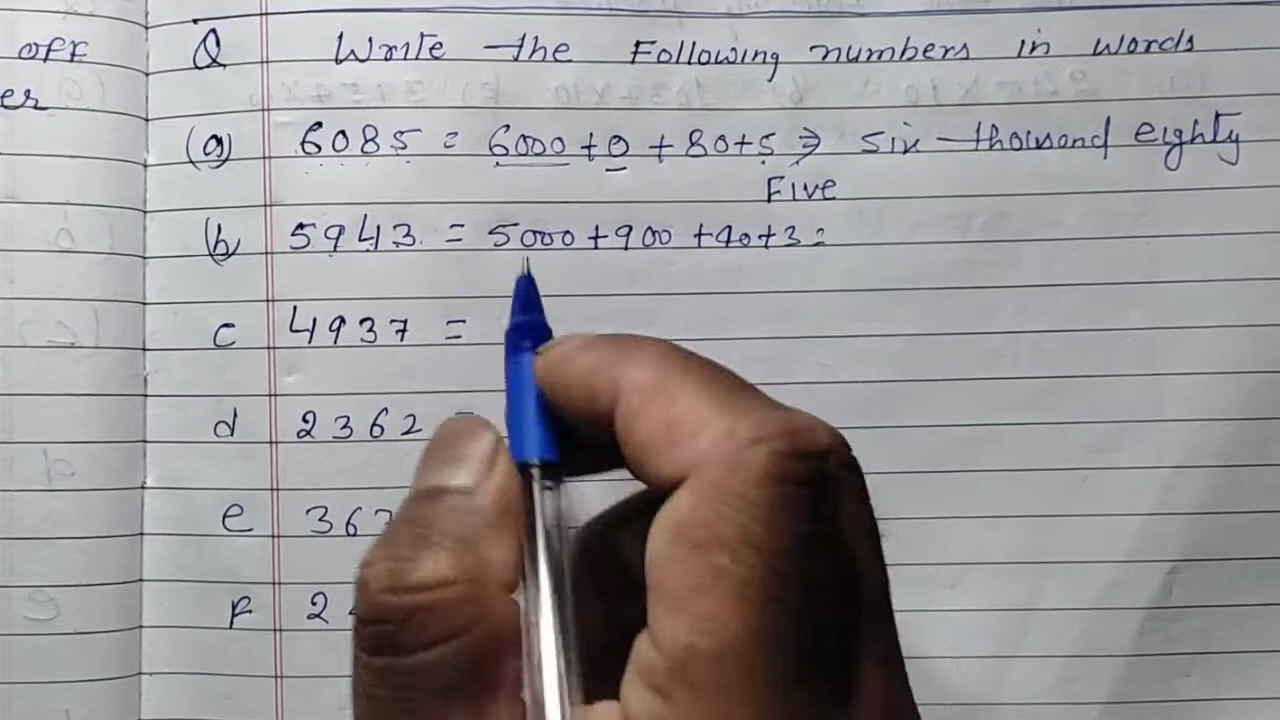 off
er
Q Write the Following numbers in words
(a) 6085 = 6000+0+80+5 ⇒ Six thousand eighty
Five
(b) 5943 = 5000+900+40+3 =
c 4937 =
d 2362 =
e 367
F 2